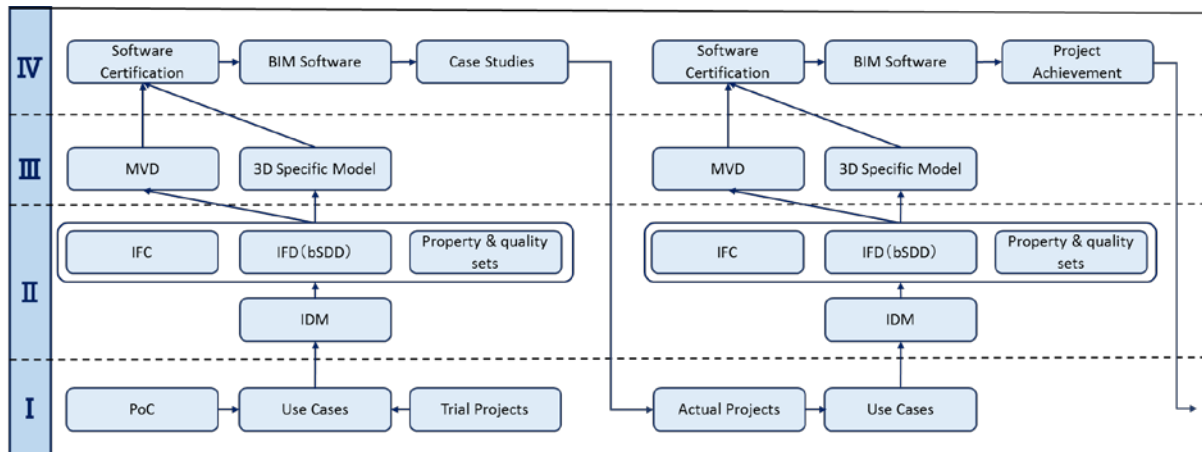 IV
Software
Certification
BIM Software
Case Studies
Software
Certification
BIM Software
Project
Achievement
III
MVD
3D Specific Model
MVD
3D Specific Model
II
IFC
IFD(bSDD)
Property & quality
sets
IFC
IFD(bSDD)
Property & quality
sets
IDM
IDM
I
PoC
Use Cases
Trial Projects
Actual Projects
Use Cases